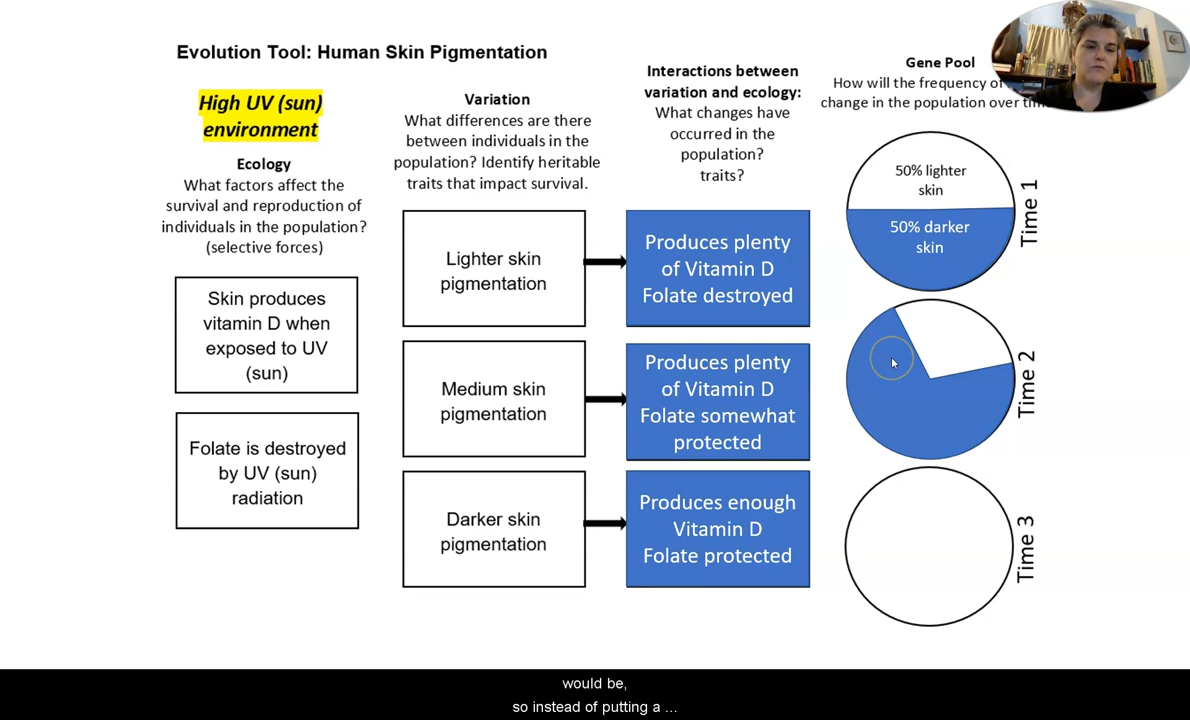 Evolution Tool: Human Skin Pigmentation
High UV (sun)
environment
Ecology
What factors affect the
survival and reproduction of
individuals in the population?
(selective forces)
Skin produces
vitamin D when
exposed to UV
(sun)
Folate is destroyed
by UV (sun)
radiation
Variation
What differences are there
between individuals in the
population? Identify heritable
traits that impact survival.
Lighter skin
pigmentation
Medium skin
pigmentation
Darker skin
pigmentation
Interactions between
variation and ecology:
What changes have
occurred in the
population?
traits?
Produces plenty
of Vitamin D
Folate destroyed
Produces plenty
of Vitamin D
Folate somewhat
protected
Produces enough
Vitamin D
Folate protected
Gene Pool
How will the frequency of
change in the population over
50% lighter
skin
50% darker
skin
Time 1
Time 2
Time 3
would be,
so instead of putting a ...